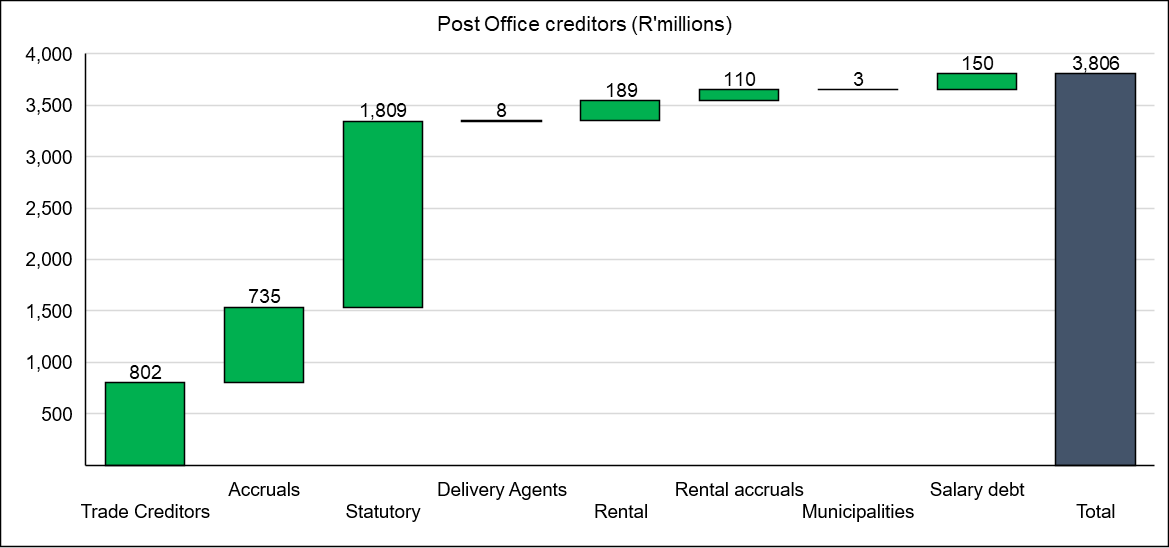 Post Office creditors (R'millions)
4,000
3,500
3,000
2,500
2,000
1,500
1,000
500
802
735
1,809
8
189
110
3
150
3,806
Trade Creditors
Accruals
Statutory
Delivery Agents
Rental
Rental accruals
Municipalities
Salary debt
Total